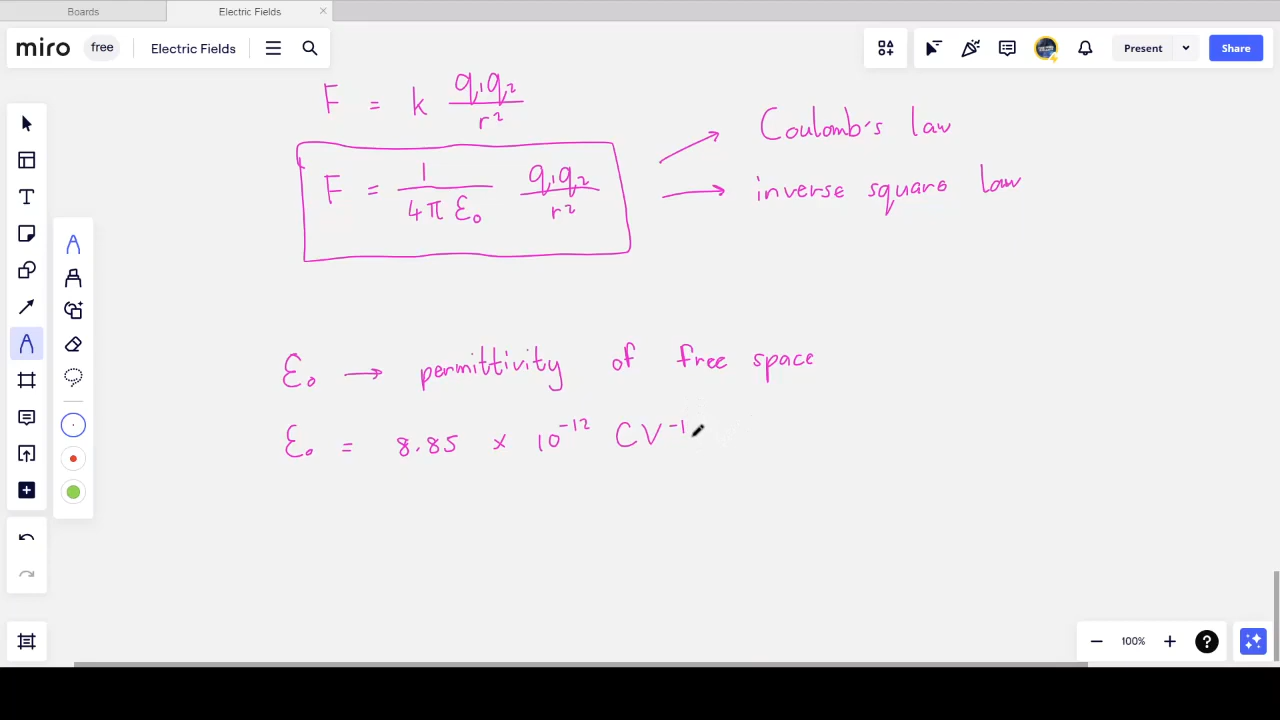 Boards
Electric Fields
miro free Electric Fields
Present
Share
F = k q₁q₂/r²
F = 1/4πε₀ q₁q₂/r²
Coulomb's law
inverse square law
ε₀ → permittivity of free space
ε₀ = 8.85 × 10⁻¹² CV⁻¹
100%